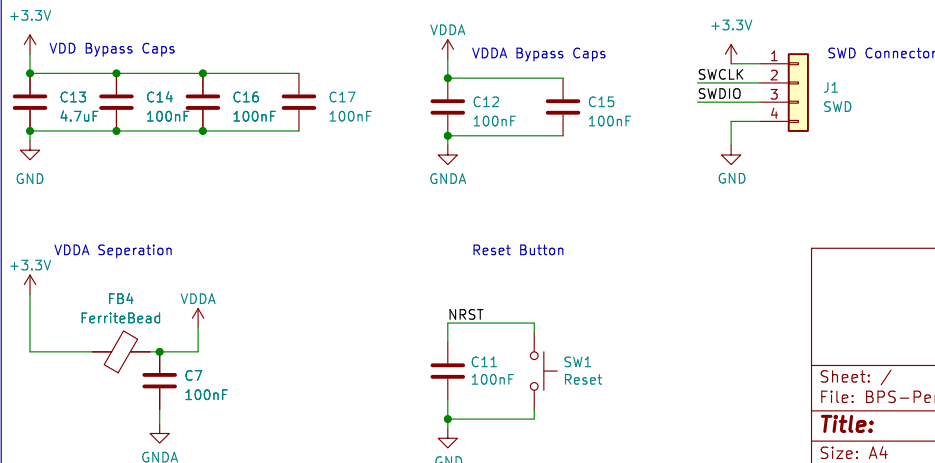 +3.3V
VDD Bypass Caps
C13
4.7uF
C14
100nF
C16
100nF
C17
100nF
GND
VDDA
VDDA Bypass Caps
C12
100nF
C15
100nF
GNDA
+3.3V
SWD Connector
SWCLK
SWDIO
1
2
3
4
J1
SWD
GND
VDDA Seperation
+3.3V
FB4
FerriteBead
VDDA
C7
100nF
GNDA
Reset Button
NRST
C11
100nF
SW1
Reset
GND
Sheet: /
File: BPS-Per
Title:
Size: A4